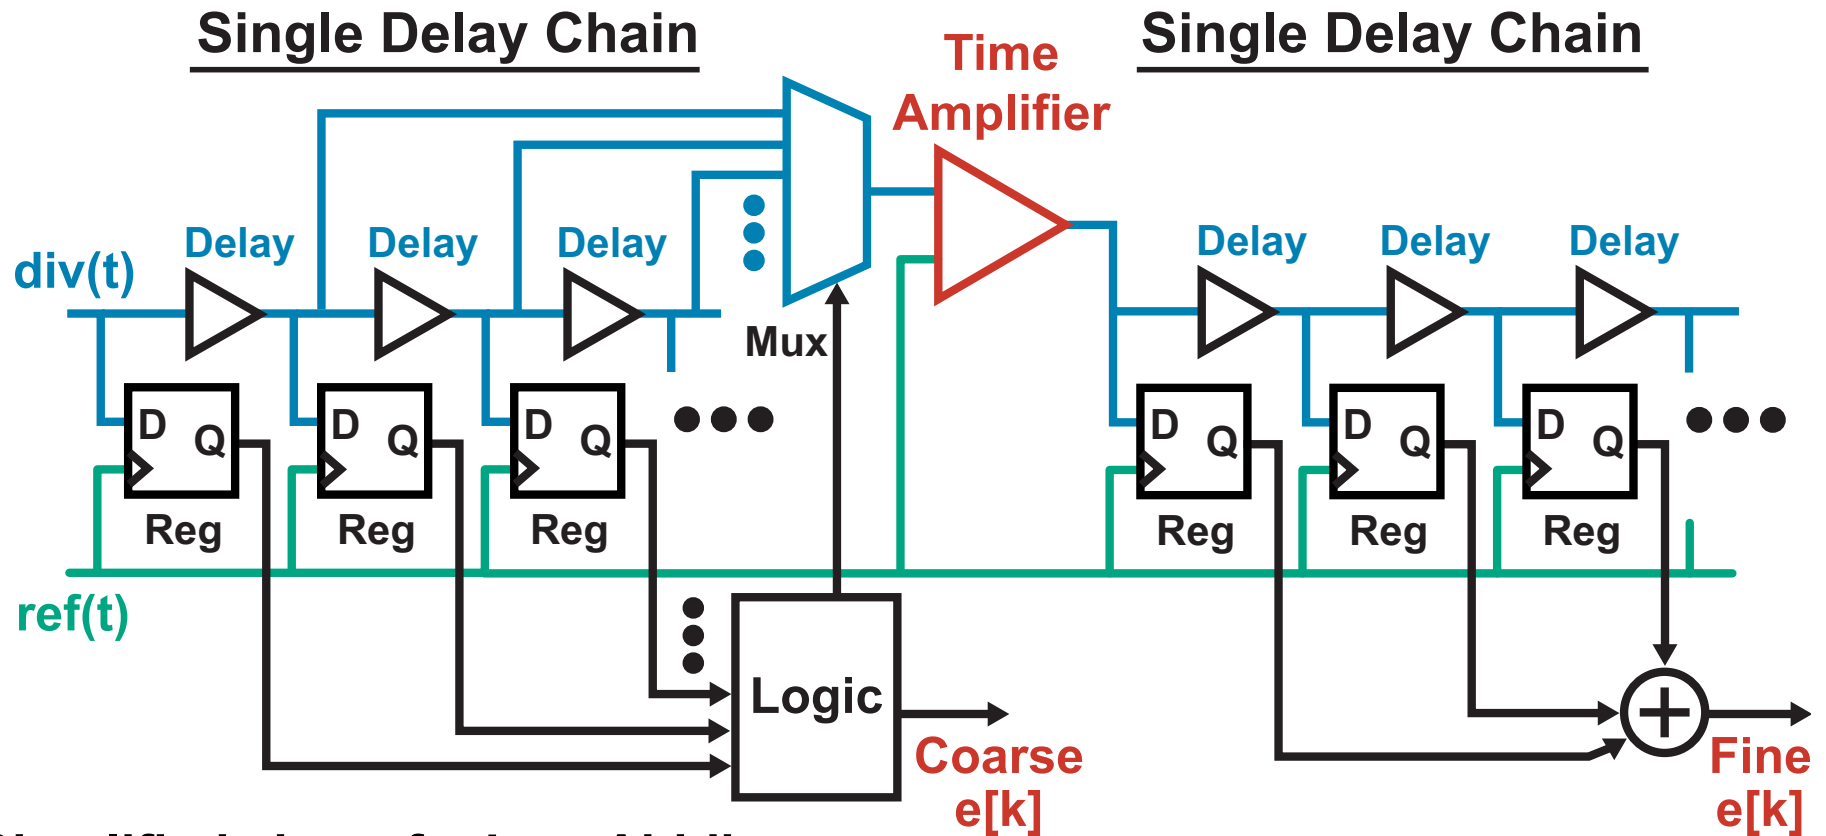 Single Delay Chain
Single Delay Chain
Time
Amplifier
Delay
Delay
Delay
Delay
Delay
Delay
div(t)
Mux
D
Q
D
Q
D
Q
D
Q
D
Q
D
Q
Reg
Reg
Reg
Reg
Reg
Reg
ref(t)
Logic
Coarse
e[k]
Fine
e[k]